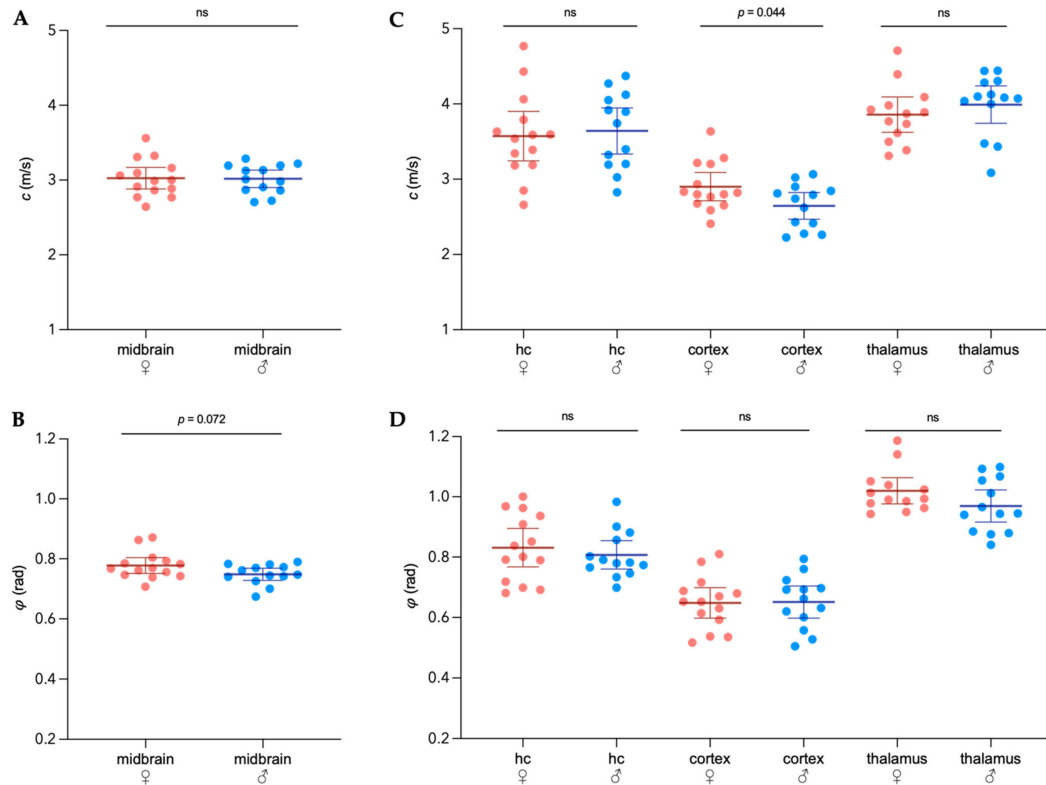 A
ns
5
4
3
2
1
c (m/s)
midbrain midbrain
♀ ♂
C
ns p = 0.044 ns
5
4
3
2
1
c (m/s)
hc hc cortex cortex thalamus thalamus
♀ ♂ ♀ ♂ ♀ ♂
B
p = 0.072
1.2
1.0
0.8
0.6
0.4
0.2
φ (rad)
midbrain midbrain
♀ ♂
D
ns ns ns
1.2
1.0
0.8
0.6
0.4
0.2
φ (rad)
hc hc cortex cortex thalamus thalamus
♀ ♂ ♀ ♂ ♀ ♂